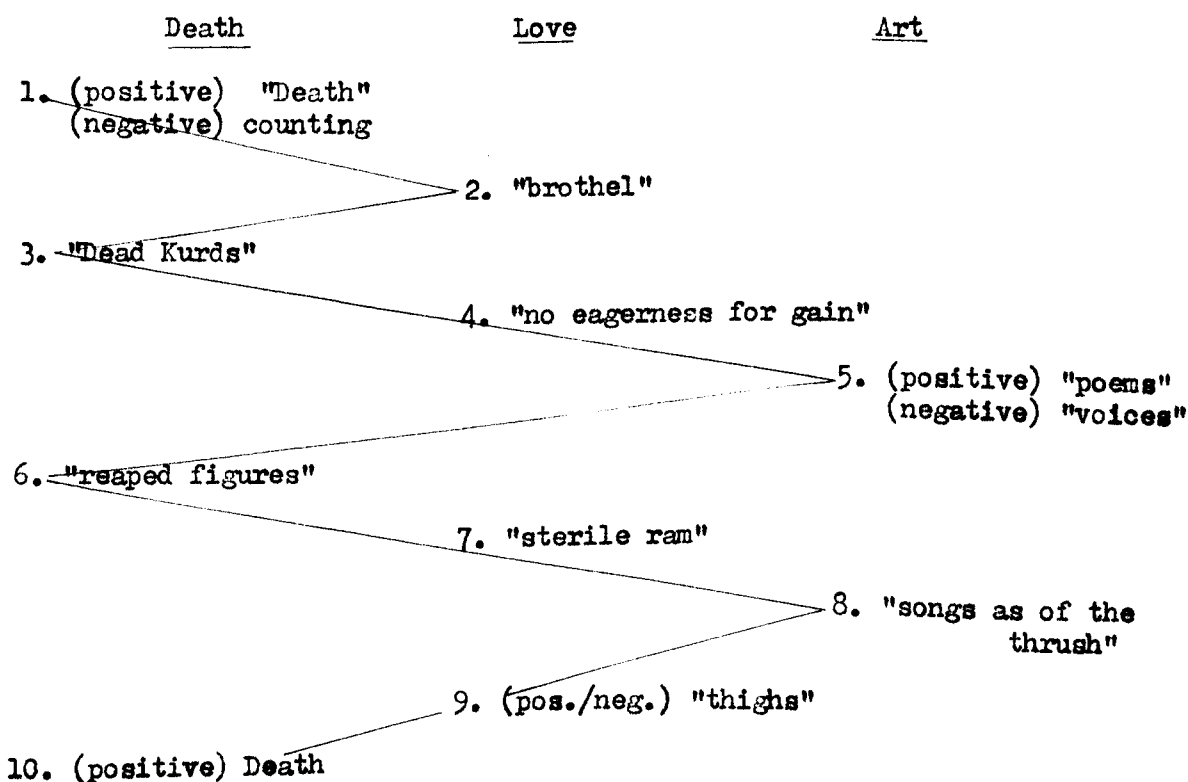 Death Love Art
1. (positive) "Death"
(negative) counting
2. "brothel"
3. "Dead Kurds"
4. "no eagerness for gain"
5. (positive) "poems"
(negative) "voices"
6. "reaped figures"
7. "sterile ram"
8. "songs as of the
thrush"
9. (pos./neg.) "thighs"
10. (positive) Death